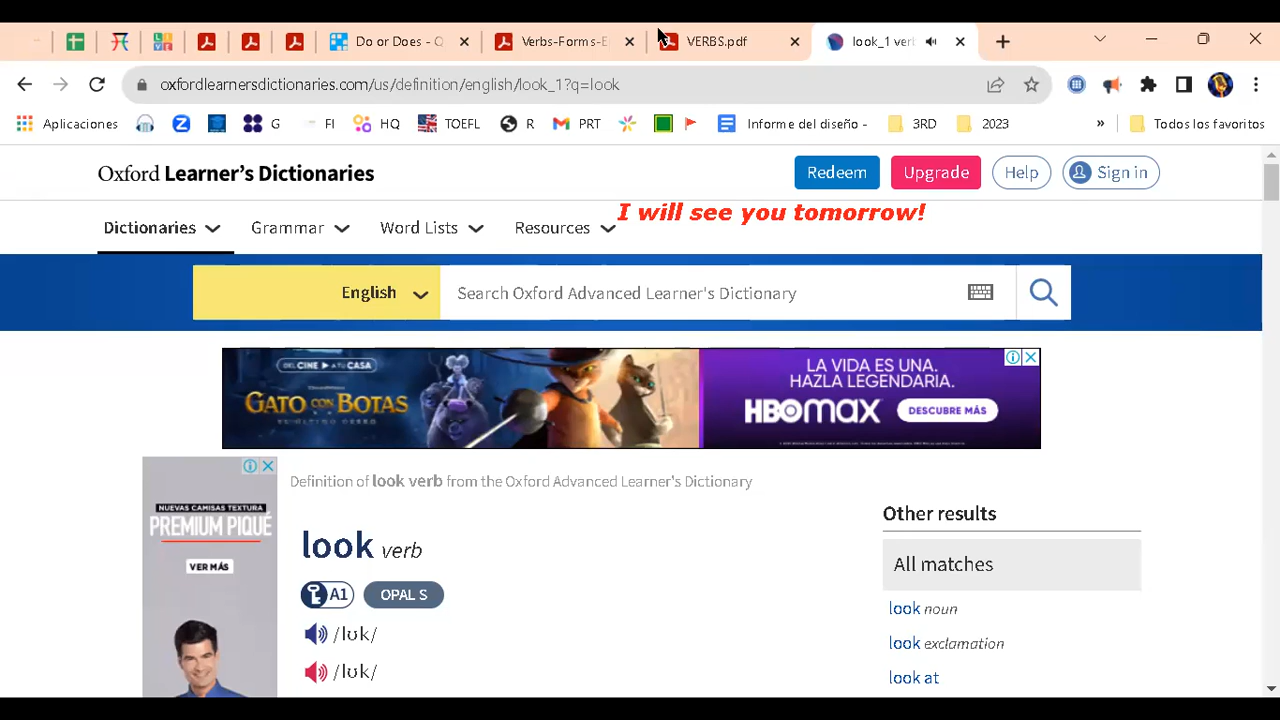 Do or Does - Q
Verbs-Forms-E
VERBS.pdf
look_1 verb
oxfordlearnersdictionaries.com/us/definition/english/look_1?q=look
Aplicaciones
G
FI
HQ
TOEFL
R
PRT
Informe del diseño -
3RD
2023
»
Todos los favoritos
Oxford Learner's Dictionaries
Redeem
Upgrade
Help
Sign in
I will see you tomorrow!
Dictionaries
Grammar
Word Lists
Resources
English
Search Oxford Advanced Learner's Dictionary
DEL CINE A TU CASA
GATO CON BOTAS
LA VIDA ES UNA.
HAZLA LEGENDARIA.
HBOmax
DESCUBRE MÁS
Definition of look verb from the Oxford Advanced Learner's Dictionary
NUEVAS CAMISAS TEXTURA
PREMIUM PIQUÉ
VER MÁS
look verb
A1
OPAL S
/lʊk/
/lʊk/
Other results
All matches
look noun
look exclamation
look at